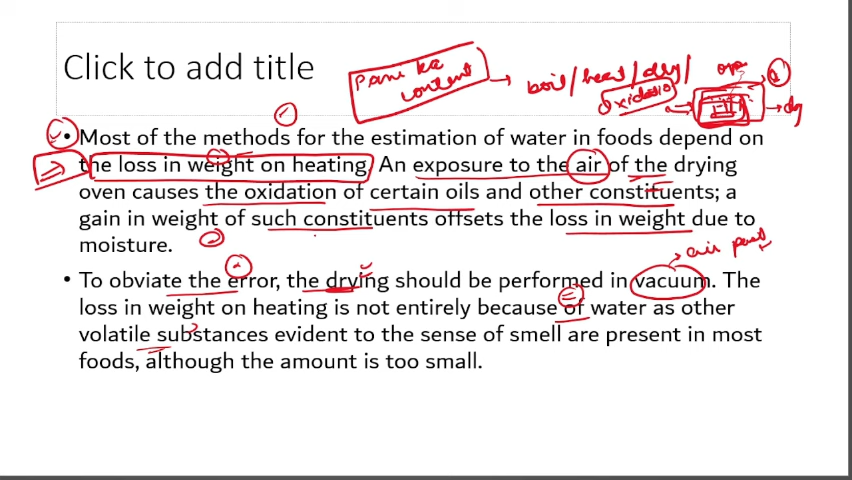 Click to add title
Pani ka
content
boil/heat/dry/
Oxidation
dry
• Most of the methods for the estimation of water in foods depend on
the loss in weight on heating. An exposure to the air of the drying
oven causes the oxidation of certain oils and other constituents; a
gain in weight of such constituents offsets the loss in weight due to
moisture.
air
• To obviate the error, the drying should be performed in vacuum. The
loss in weight on heating is not entirely because of water as other
volatile substances evident to the sense of smell are present in most
foods, although the amount is too small.